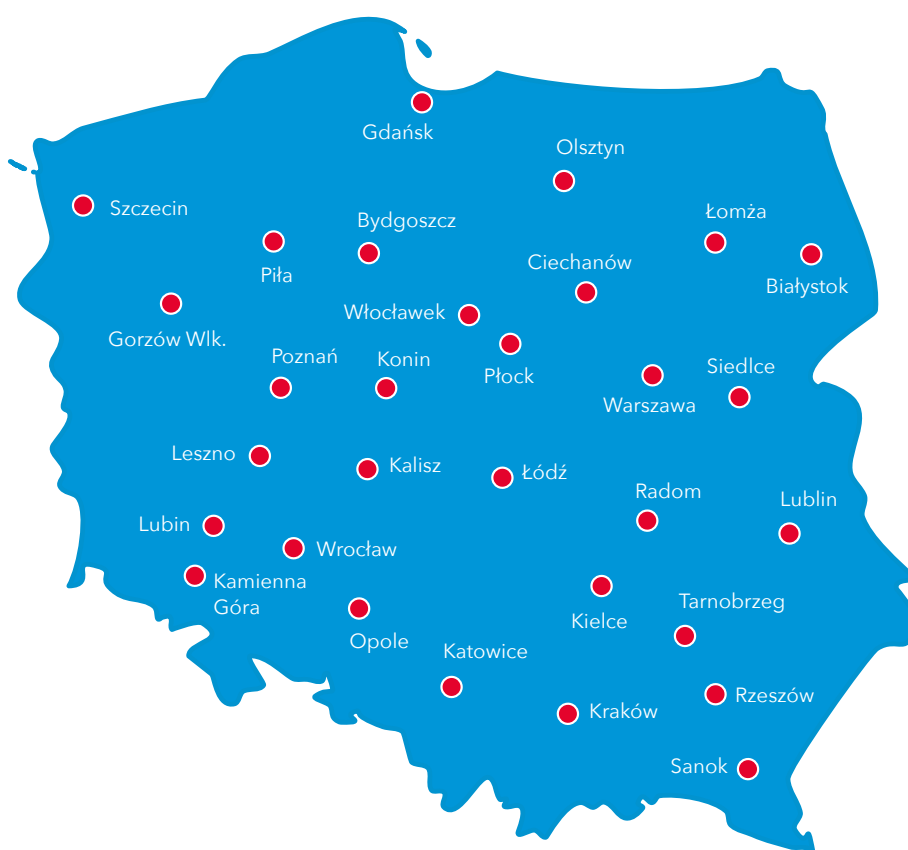 Gdańsk
Olsztyn
Szczecin
Łomża
Bydgoszcz
Ciechanów
Piła
Białystok
Włocławek
Gorzów Wlk.
Poznań
Konin
Płock
Siedlce
Warszawa
Leszno
Kalisz
Łódź
Radom
Lublin
Lubin
Wrocław
Kamienna
Góra
Tarnobrzeg
Kielce
Opole
Katowice
Rzeszów
Kraków
Sanok